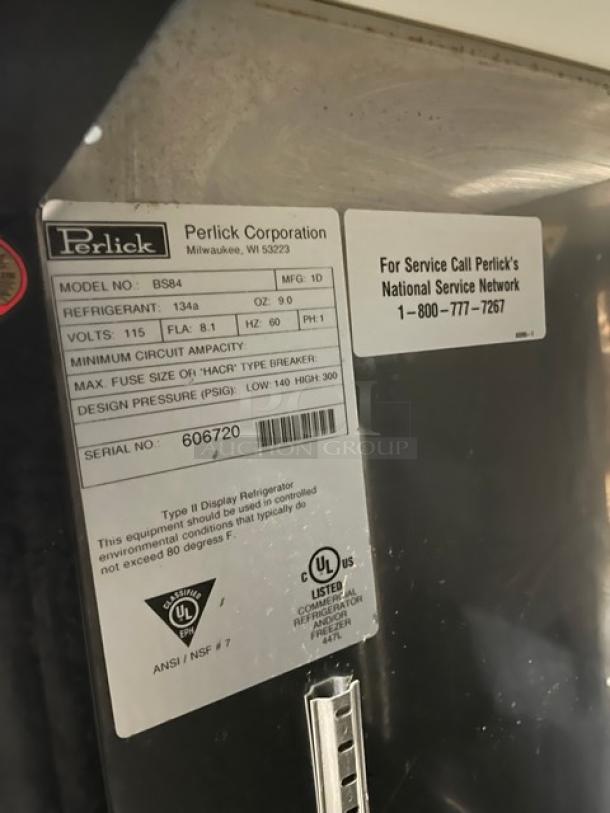 Perlick
Perlick Corporation
Milwaukee, WI 53223
MODEL NO.: BS84 MFG: 1D
REFRIGERANT: 134a OZ: 9.0
VOLTS: 115 FLA: 8.1 HZ: 60 PH: 1
MINIMUM CIRCUIT AMPACITY:
MAX. FUSE SIZE OR 'HACR' TYPE BREAKER:
DESIGN PRESSURE (PSIG): LOW: 140 HIGH: 300
SERIAL NO.: 606720
Type II Display Refrigerator
This equipment should be used in controlled
environmental conditions that typically do
not exceed 80 degress F.
CLASSIFIED
UL
EPH
ANSI / NSF # 7
C UL US
LISTED
COMMERCIAL
REFRIGERATOR
AND/OR
FREEZER
447L
For Service Call Perlick's
National Service Network
1-800-777-7267
PCI
AUCTION GROUP